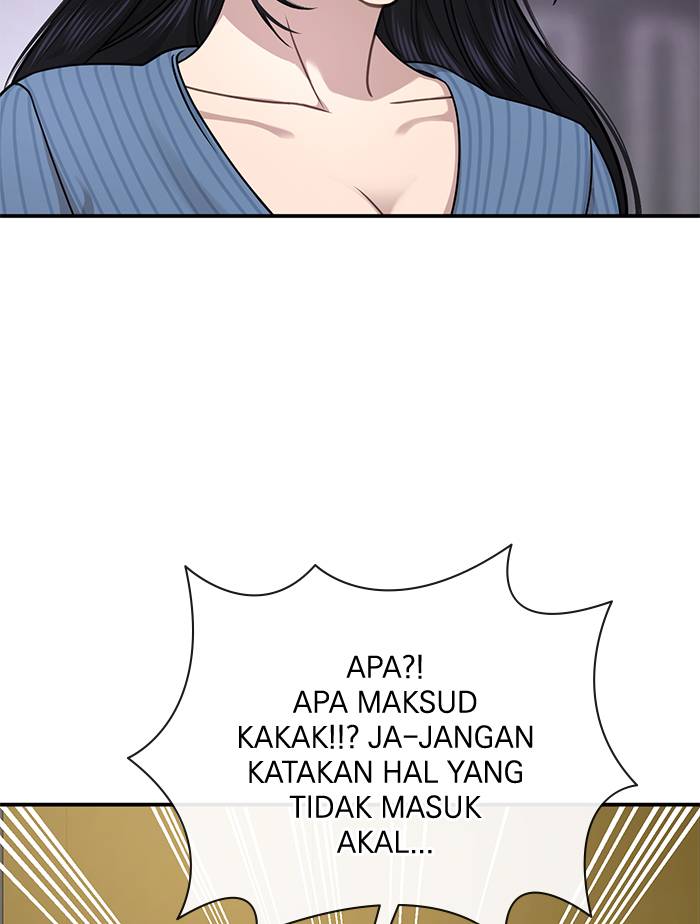 APA?!
APA MAKSUD
KAKAK!!? JA-JANGAN
KATAKAN HAL YANG
TIDAK MASUK
AKAL...